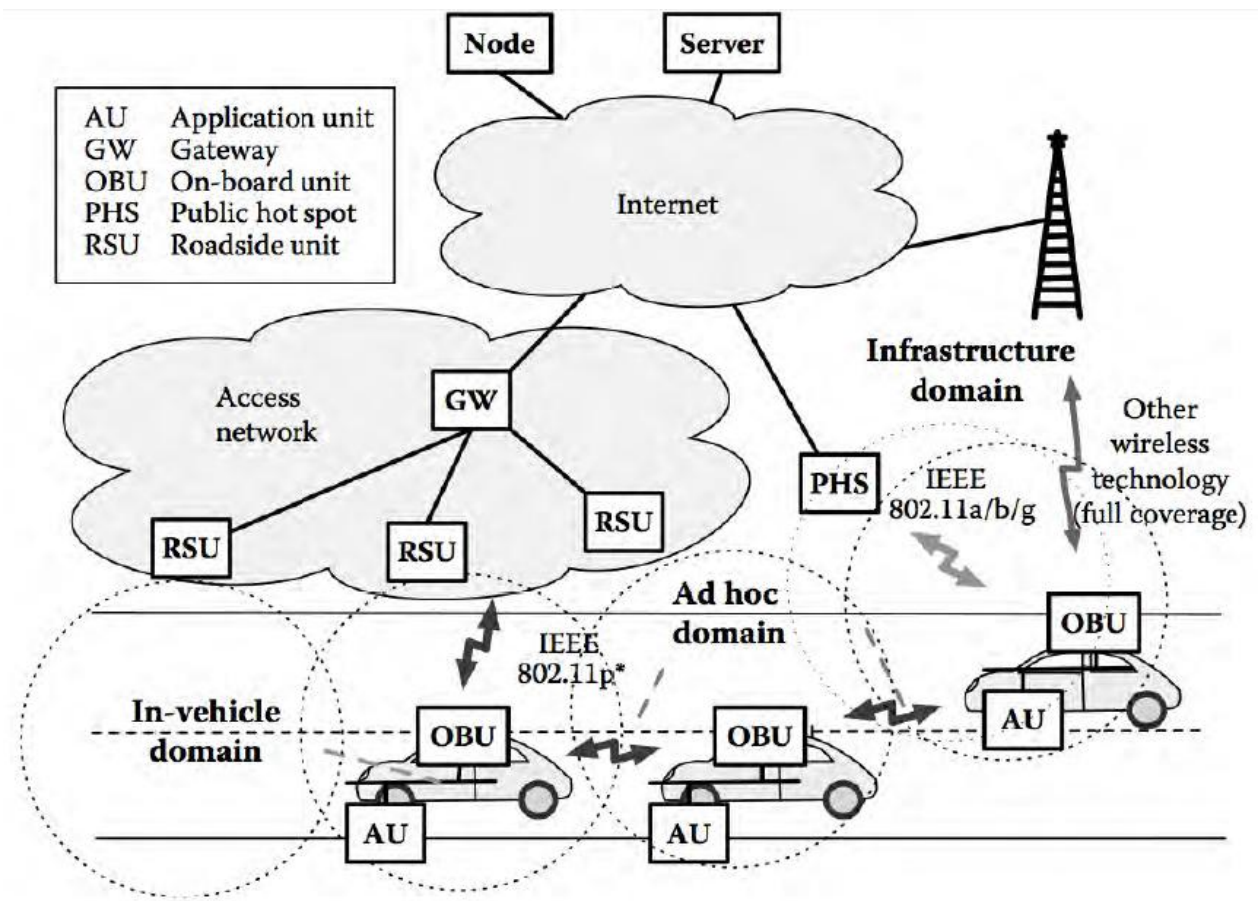 Node
Server
AU Application unit
GW Gateway
OBU On-board unit
PHS Public hot spot
RSU Roadside unit
Internet
Infrastructure
domain
Access
network
GW
Other
wireless
technology
(full coverage)
PHS
IEEE
802.11a/b/g
RSU
RSU
RSU
Ad hoc
domain
OBU
IEEE
802.11p*
In-vehicle
domain
OBU
OBU
AU
AU
AU